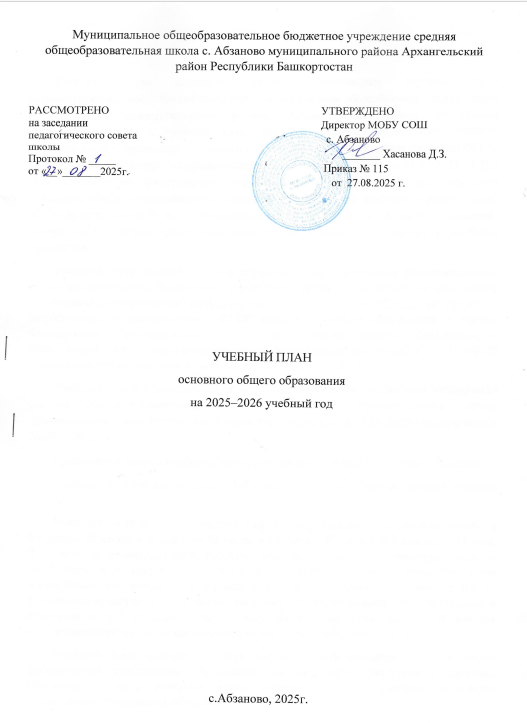 Муниципальное общеобразовательное бюджетное учреждение средняя
общеобразовательная школа с. Абзаново муниципального района Архангельский
район Республики Башкортостан
РАССМОТРЕНО
на заседании
педагогического совета
школы
Протокол № 1
от «27» 08 2025г.
УТВЕРЖДЕНО
Директор МОБУ СОШ
с. Абзаново
Хасанова Д.З.
Приказ № 115
от 27.08.2025 г.
УЧЕБНЫЙ ПЛАН
основного общего образования
на 2025–2026 учебный год
с.Абзаново, 2025г.